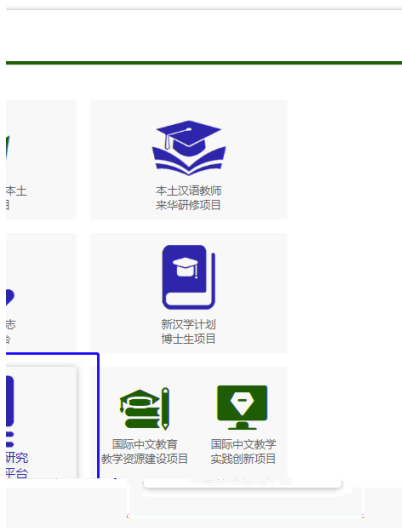 本土
本土汉语教师
来华研修项目
志
新汉学计划
博士生项目
研究
平台
国际中文教育
教学资源建设项目
国际中文教学
实践创新项目